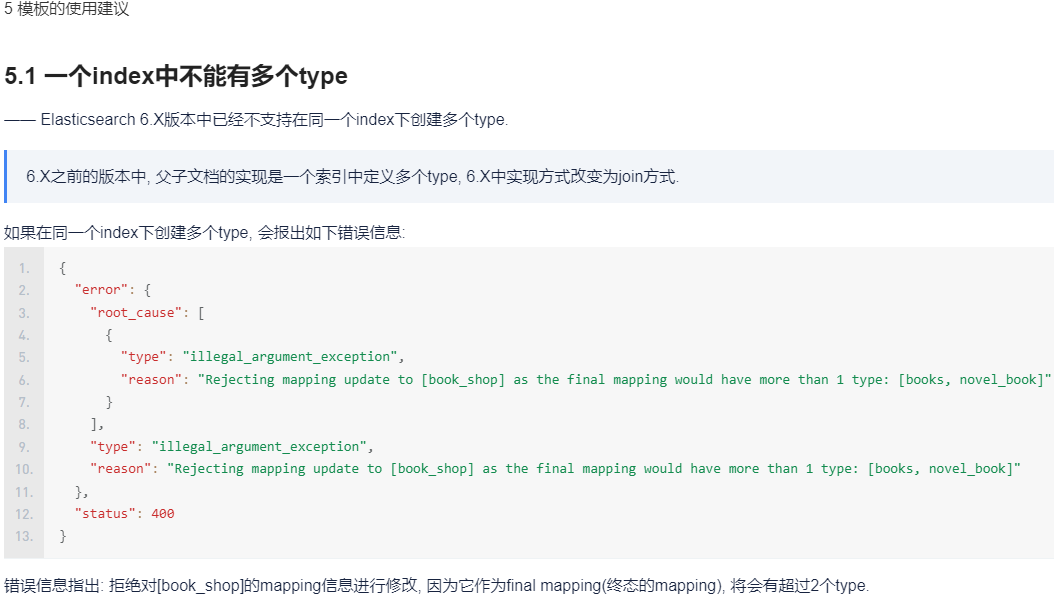 5 模板的使用建议
5.1 一个index中不能有多个type
—— Elasticsearch 6.X版本中已经不支持在同一个index下创建多个type.
6.X之前的版本中, 父子文档的实现是一个索引中定义多个type, 6.X中实现方式改变为join方式.
如果在同一个index下创建多个type, 会报出如下错误信息:
1. {
2. "error": {
3. "root_cause": [
4. {
5. "type": "illegal_argument_exception",
6. "reason": "Rejecting mapping update to [book_shop] as the final mapping would have more than 1 type: [books, novel_book]"
7. }
8. ],
9. "type": "illegal_argument_exception",
10. "reason": "Rejecting mapping update to [book_shop] as the final mapping would have more than 1 type: [books, novel_book]"
11. },
12. "status": 400
13. }
错误信息指出: 拒绝对[book_shop]的mapping信息进行修改, 因为它作为final mapping(终态的mapping), 将会有超过2个type.